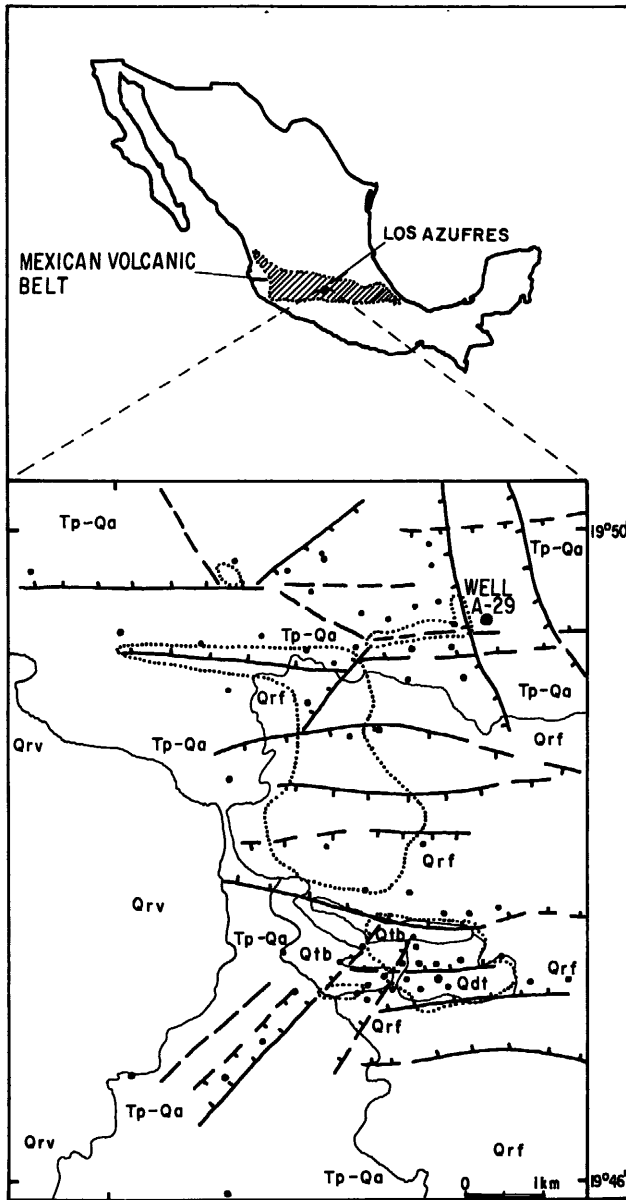 LOS AZUFRES
MEXICAN VOLCANIC
BELT
Tp-Qa
19°50'
Tp-Qa
WELL
A-29
Tp-Qa
Tp-Qa
Qrf
Qrv
Tp-Qa
Qrf
Qrf
Qrv
Tp-Qa
Qtb
Qtb
Qrf
Qdt
Qrf
Tp-Qa
Qrv
Qrf
Tp-Qa
19°46'
0 1km